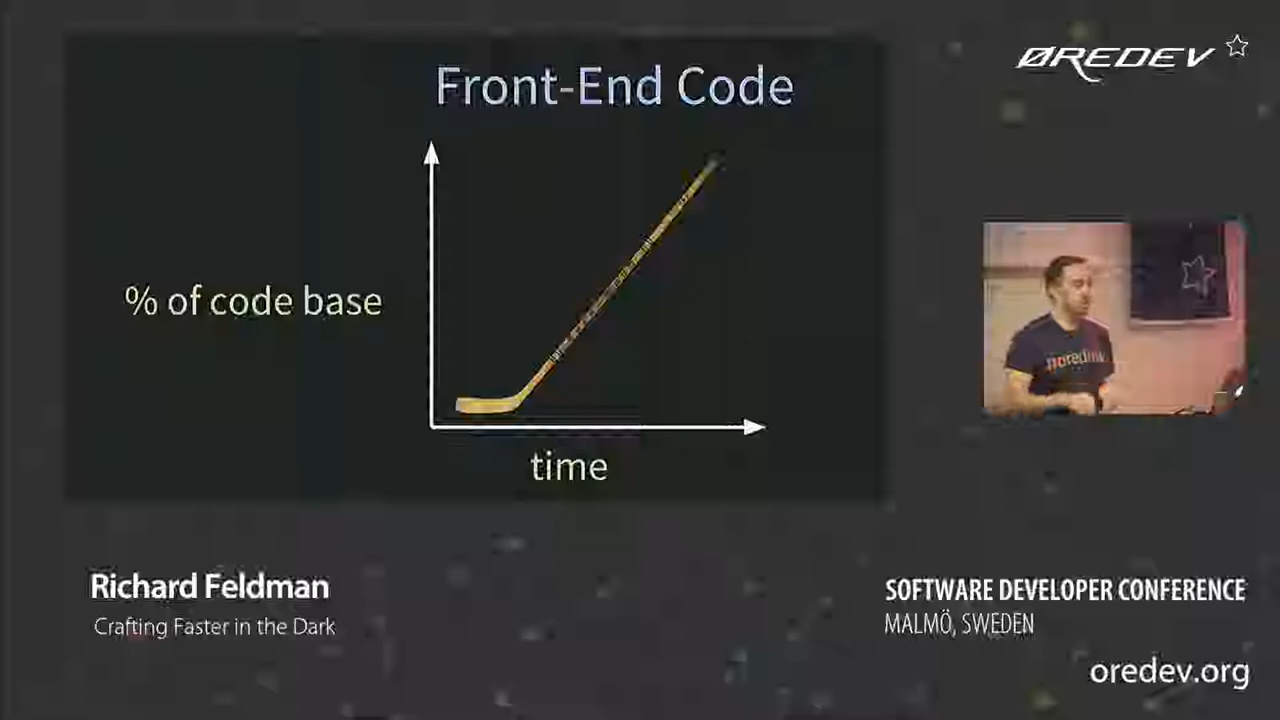 Front-End Code
ØREDEV
% of code base
time
Richard Feldman
Crafting Faster in the Dark
SOFTWARE DEVELOPER CONFERENCE
MALMÖ, SWEDEN
oredev.org